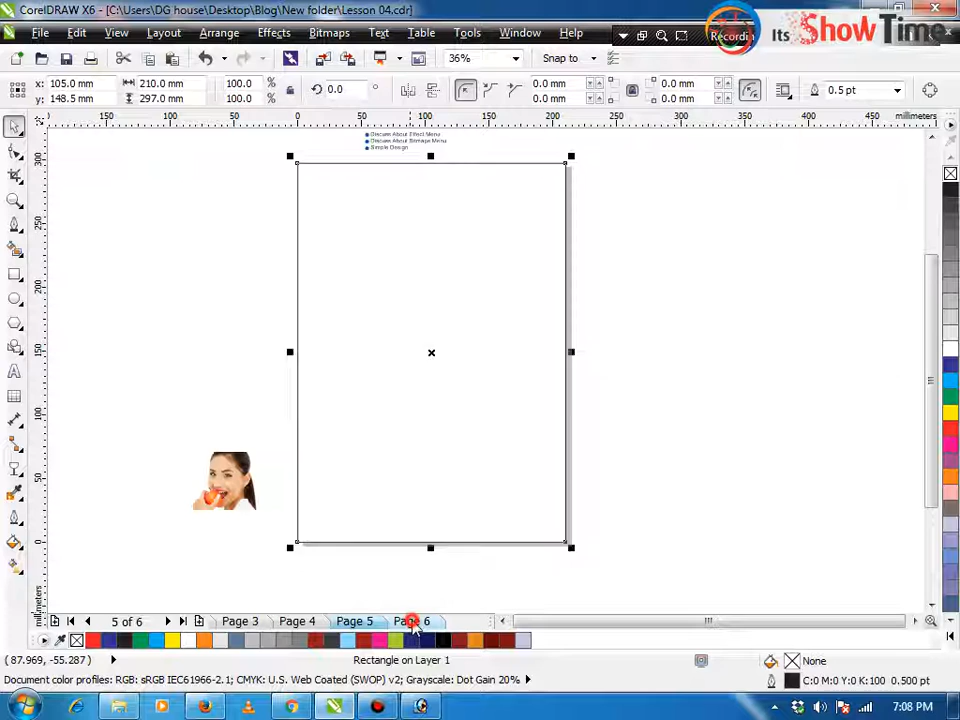 CorelDRAW X6 - [C:\Users\DG house\Desktop\Blog\New folder\Lesson 04.cdr]
Its ShowTime
File Edit View Layout Arrange Effects Bitmaps Text Table Tools Window Help
36% Snap to
x: 105.0 mm 210.0 mm 100.0 % 0.0 ° 0.0 mm 0.0 mm 0.5 pt
y: 148.5 mm 297.0 mm 100.0 % 0.0 mm 0.0 mm
150 100 50 0 50 100 150 200 250 300 350 400 millimeters
Discuss About Effect Menu
Discuss About Bitmaps Menu
Simple Design
300
250
200
150
100
50
0
millimeters
5 of 6 Page 3 Page 4 Page 5 Page 6
(87.969, -55.287) Rectangle on Layer 1 None
Document color profiles: RGB: sRGB IEC61966-2.1; CMYK: U.S. Web Coated (SWOP) v2; Grayscale: Dot Gain 20% C:0 M:0 Y:0 K:100 0.500 pt
7:08 PM